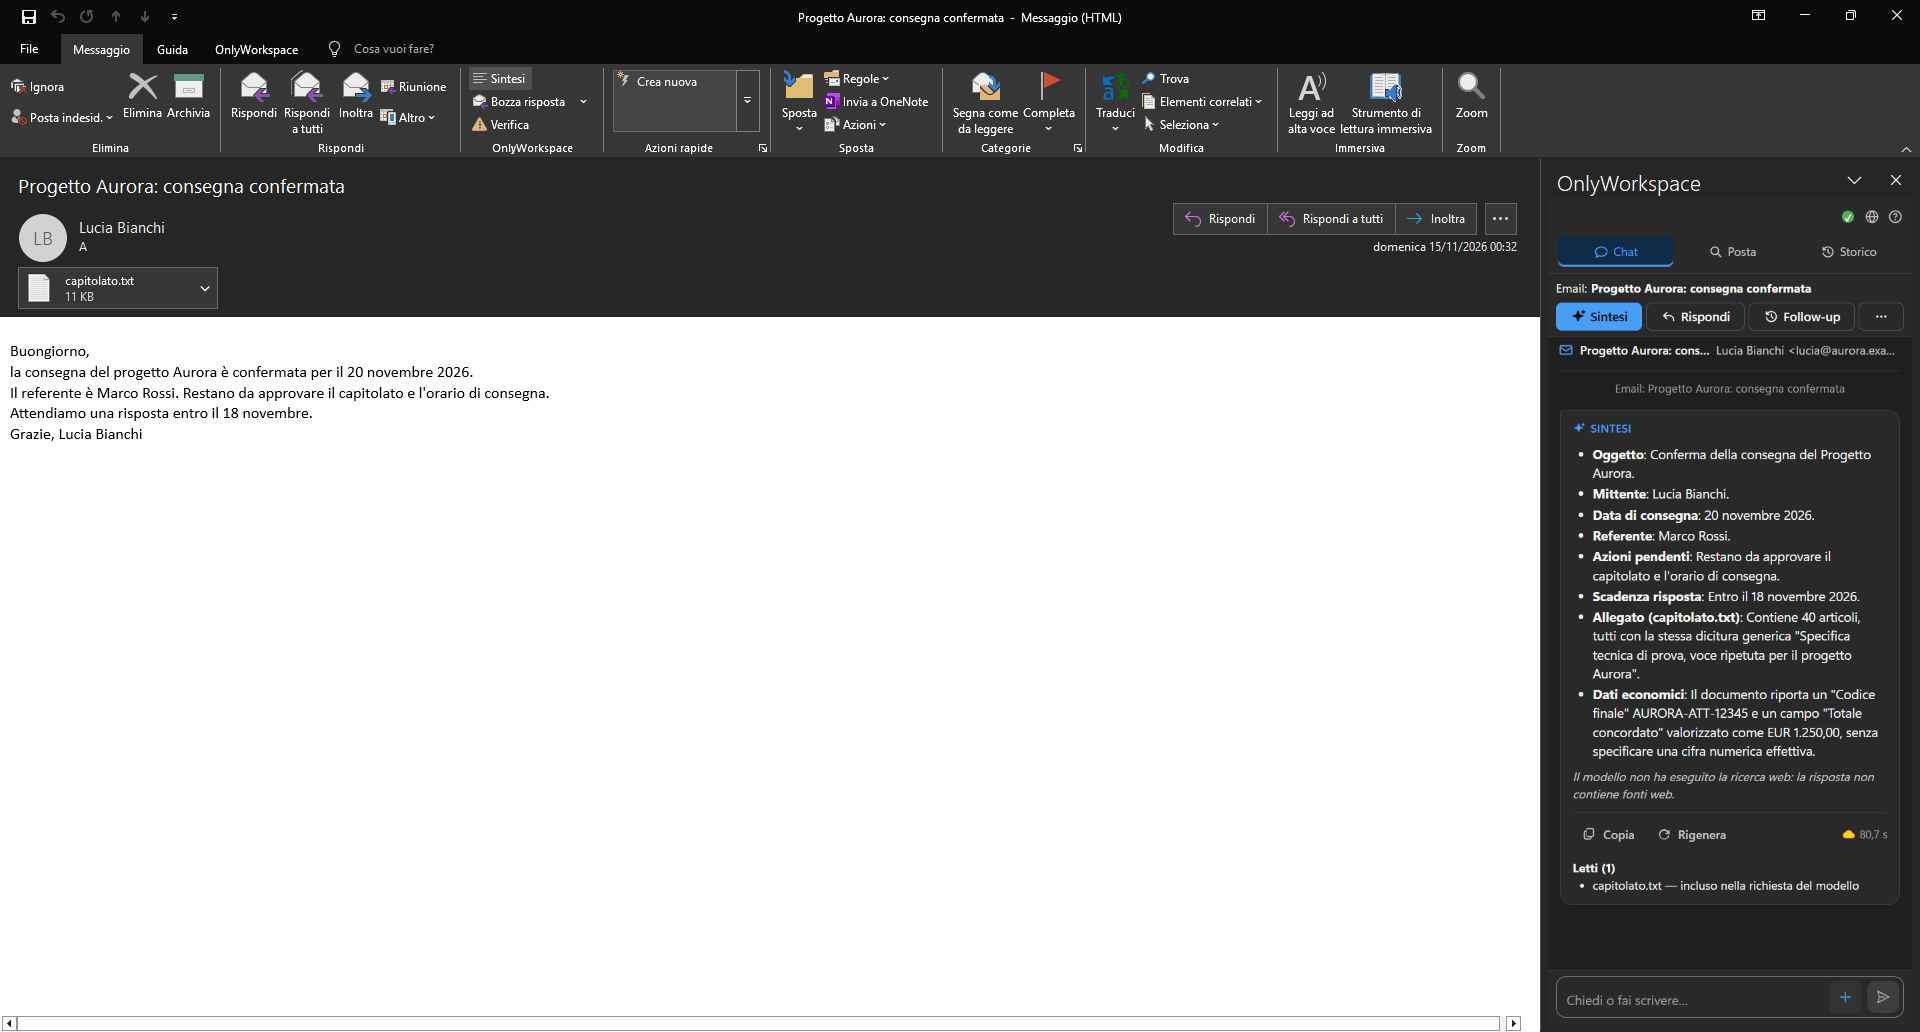 Progetto Aurora: consegna confermata - Messaggio (HTML)
File
Messaggio
Guida
OnlyWorkspace
Cosa vuoi fare?
Ignora
Posta indesid.
Elimina
Archivia
Elimina
Rispondi
Rispondi
a tutti
Inoltra
Riunione
Altro
Rispondi
Sintesi
Bozza risposta
Verifica
OnlyWorkspace
Crea nuova
Azioni rapide
Sposta
Regole
Invia a OneNote
Azioni
Sposta
Segna come
da leggere
Completa
Categorie
Traduci
Trova
Elementi correlati
Seleziona
Modifica
Leggi ad
alta voce
Strumento di
lettura immersiva
Immersiva
Zoom
Zoom
Progetto Aurora: consegna confermata
LB
Lucia Bianchi
A
Rispondi
Rispondi a tutti
Inoltra
domenica 15/11/2026 00:32
capitolato.txt
11 KB
Buongiorno,
la consegna del progetto Aurora è confermata per il 20 novembre 2026.
Il referente è Marco Rossi. Restano da approvare il capitolato e l'orario di consegna.
Attendiamo una risposta entro il 18 novembre.
Grazie, Lucia Bianchi
OnlyWorkspace
Chat
Posta
Storico
Email: Progetto Aurora: consegna confermata
Sintesi
Rispondi
Follow-up
Progetto Aurora: cons... Lucia Bianchi <lucia@aurora.exa...
Email: Progetto Aurora: consegna confermata
SINTESI
• Oggetto: Conferma della consegna del Progetto
Aurora.
• Mittente: Lucia Bianchi.
• Data di consegna: 20 novembre 2026.
• Referente: Marco Rossi.
• Azioni pendenti: Restano da approvare il
capitolato e l'orario di consegna.
• Scadenza risposta: Entro il 18 novembre 2026.
• Allegato (capitolato.txt): Contiene 40 articoli,
tutti con la stessa dicitura generica "Specifica
tecnica di prova, voce ripetuta per il progetto
Aurora".
• Dati economici: Il documento riporta un "Codice
finale" AURORA-ATT-12345 e un campo "Totale
concordato" valorizzato come EUR 1.250,00, senza
specificare una cifra numerica effettiva.
Il modello non ha eseguito la ricerca web: la risposta non
contiene fonti web.
Copia
Rigenera
80,7 s
Letti (1)
• capitolato.txt — incluso nella richiesta del modello
Chiedi o fai scrivere...